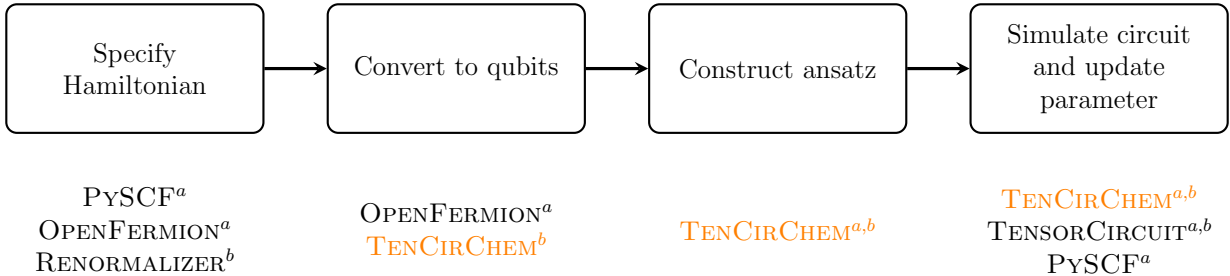 Specify
Hamiltonian
Convert to qubits
Construct ansatz
Simulate circuit
and update
parameter
PySCF^a
OpenFermion^a
Renormalizer^b
OpenFermion^a
TenCirChem^b
TenCirChem^a,b
TenCirChem^a,b
TensorCircuit^a,b
PySCF^a